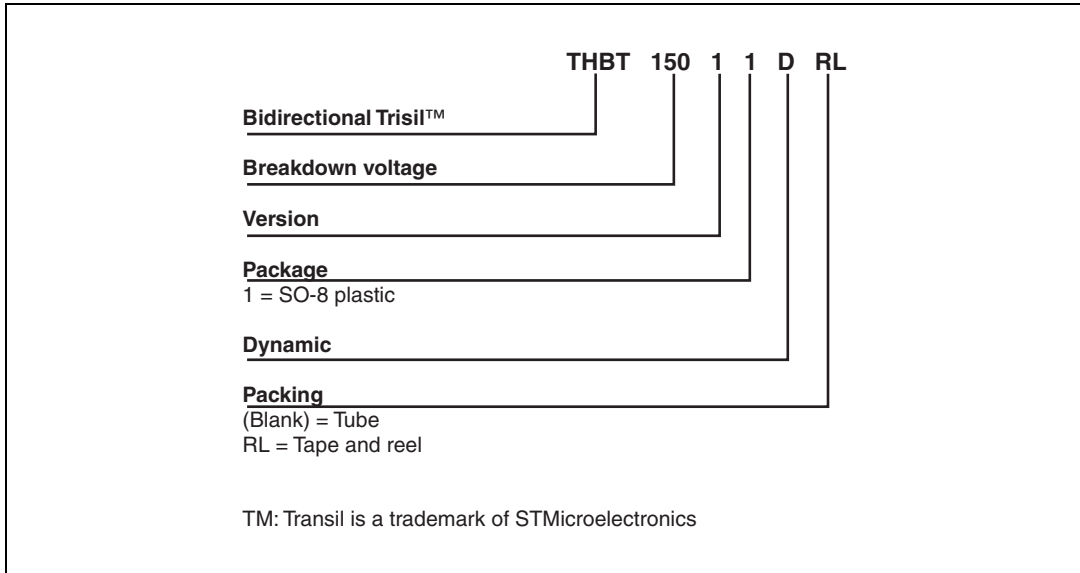 THBT 150 1 1 D RL
Bidirectional Trisil™
Breakdown voltage
Version
Package
1 = SO-8 plastic
Dynamic
Packing
(Blank) = Tube
RL = Tape and reel
TM: Transil is a trademark of STMicroelectronics